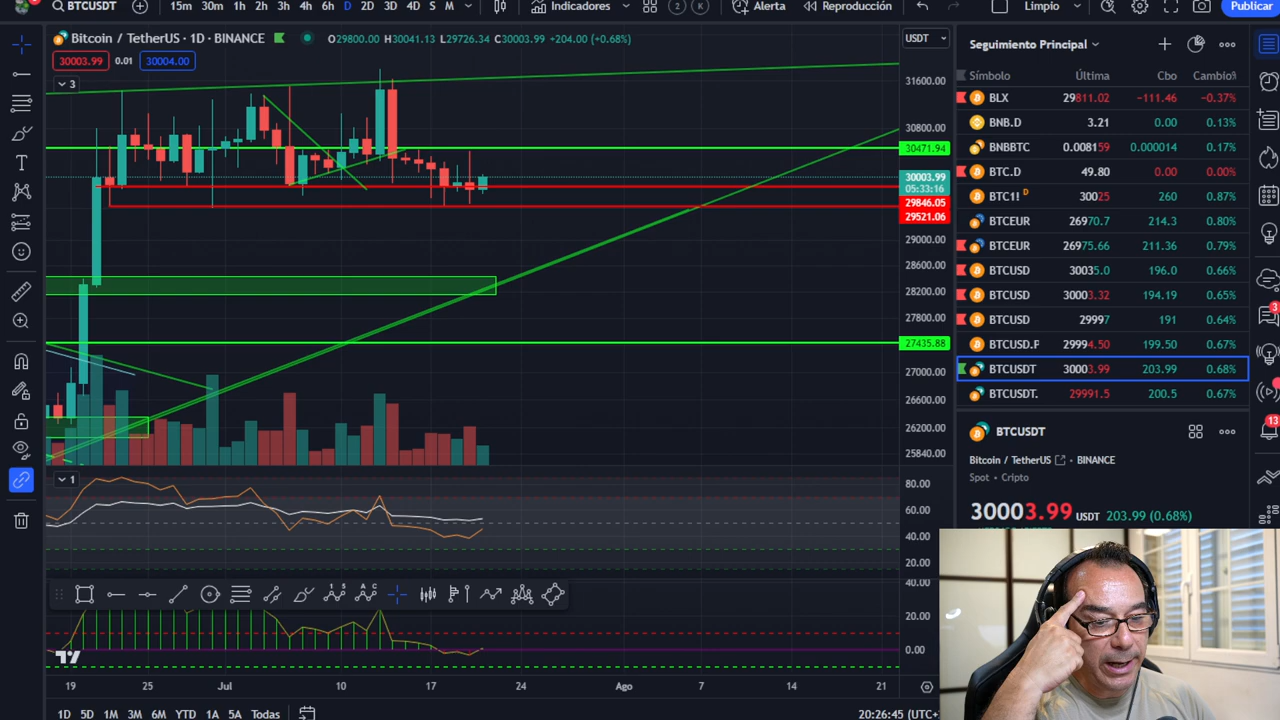 BTCUSDT 15m 30m 1h 2h 3h 4h 6h D 2D 3D 4D S M Indicadores 2 K Alerta Reproducción Limpio Publicar
Bitcoin / TetherUS · 1D · BINANCE O29800.00 H30041.13 L29726.34 C30003.99 +204.00 (+0.68%)
USDT
30003.99 0.01 30004.00
3
31600.00
30800.00
30471.94
30003.99
05:33:16
29846.05
29521.06
29000.00
28600.00
28200.00
27800.00
27435.88
27000.00
26600.00
26200.00
25840.00
1
80.00
60.00
40.00
20.00
40.00
20.00
0.00
19 25 Jul 10 17 24 Ago 7 14 21
1D 5D 1M 3M 6M YTD 1A 5A Todas
20:26:45 (UTC+
Seguimiento Principal
Símbolo Última Cbo Cambio%
BLX 29811.02 −111.46 −0.37%
BNB.D 3.21 0.00 0.13%
BNBBTC 0.008159 0.000014 0.17%
BTC.D 49.80 0.00 0.00%
BTC1! D 30025 260 0.87%
BTCEUR 26970.7 214.3 0.80%
BTCEUR 26975.66 211.36 0.79%
BTCUSD 30035.0 196.0 0.66%
BTCUSD 30003.32 194.19 0.65%
BTCUSD 29997 191 0.64%
BTCUSD.F 29994.50 199.50 0.67%
BTCUSDT 30003.99 203.99 0.68%
BTCUSDT. 29991.5 200.5 0.67%
BTCUSDT
Bitcoin / TetherUS · BINANCE
Spot · Cripto
30003.99 USDT 203.99 (0.68%)
3
13